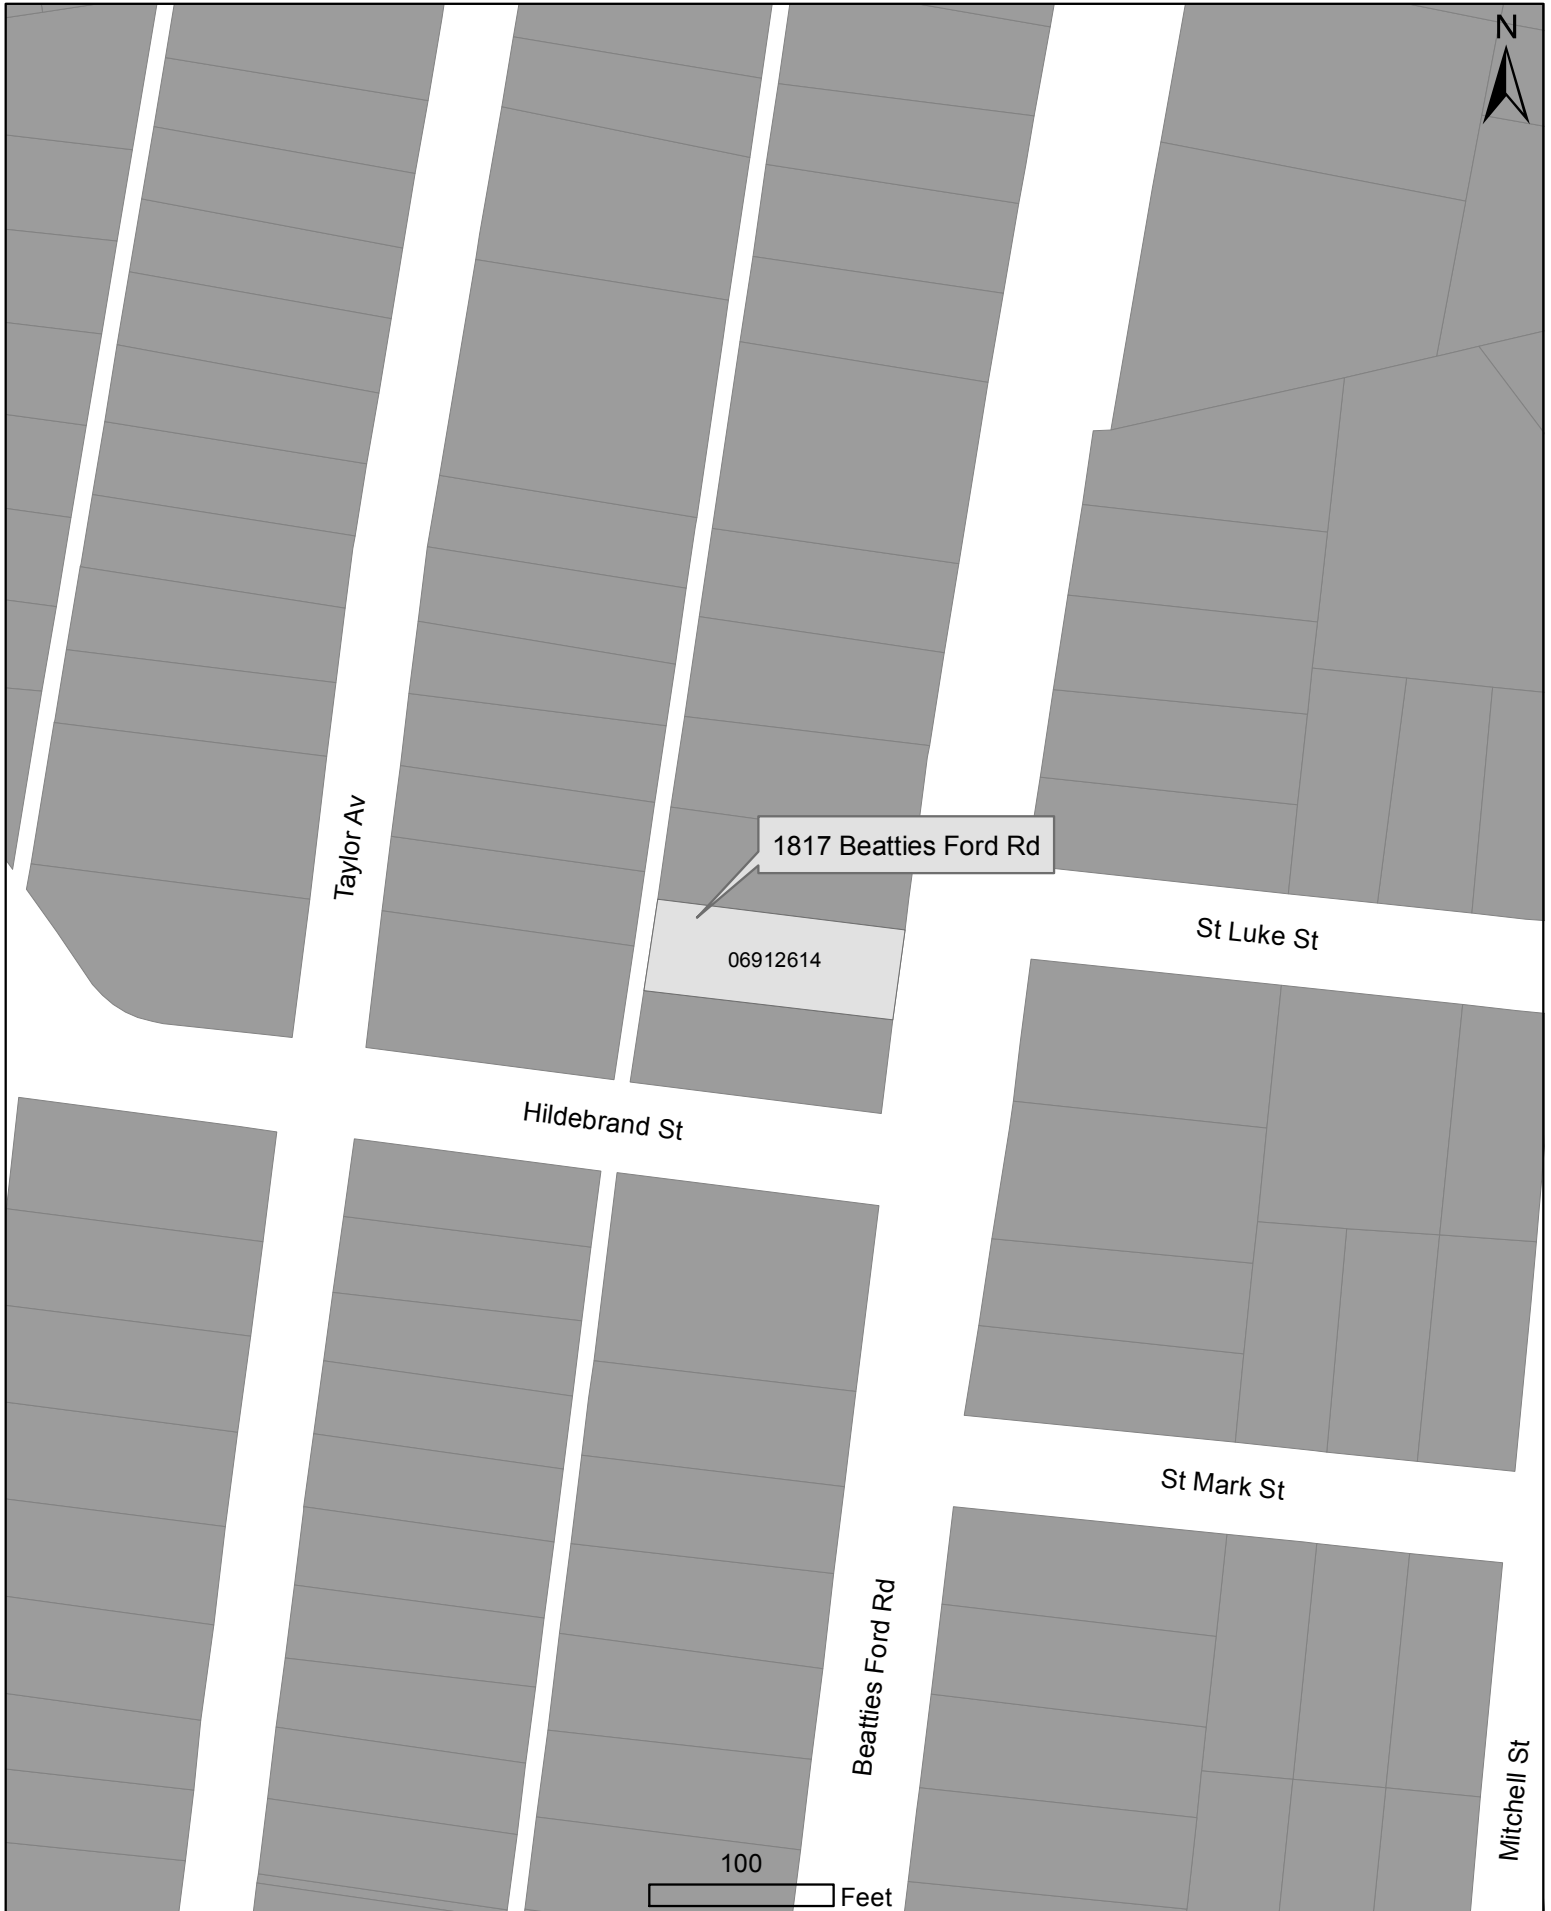 N
Taylor Av
1817 Beatties Ford Rd
St Luke St
06912614
Hildebrand St
St Mark St
Beatties Ford Rd
Mitchell St
100
Feet